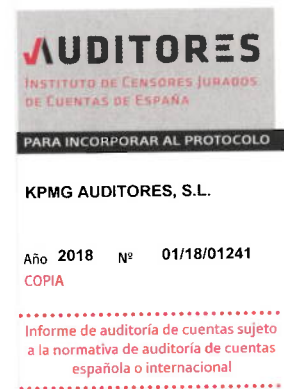 AUDITORES
INSTITUTO DE CENSORES JURADOS
DE CUENTAS DE ESPAÑA
PARA INCORPORAR AL PROTOCOLO
KPMG AUDITORES, S.L.
Año 2018 Nº 01/18/01241
COPIA
Informe de auditoría de cuentas sujeto
a la normativa de auditoría de cuentas
española o internacional